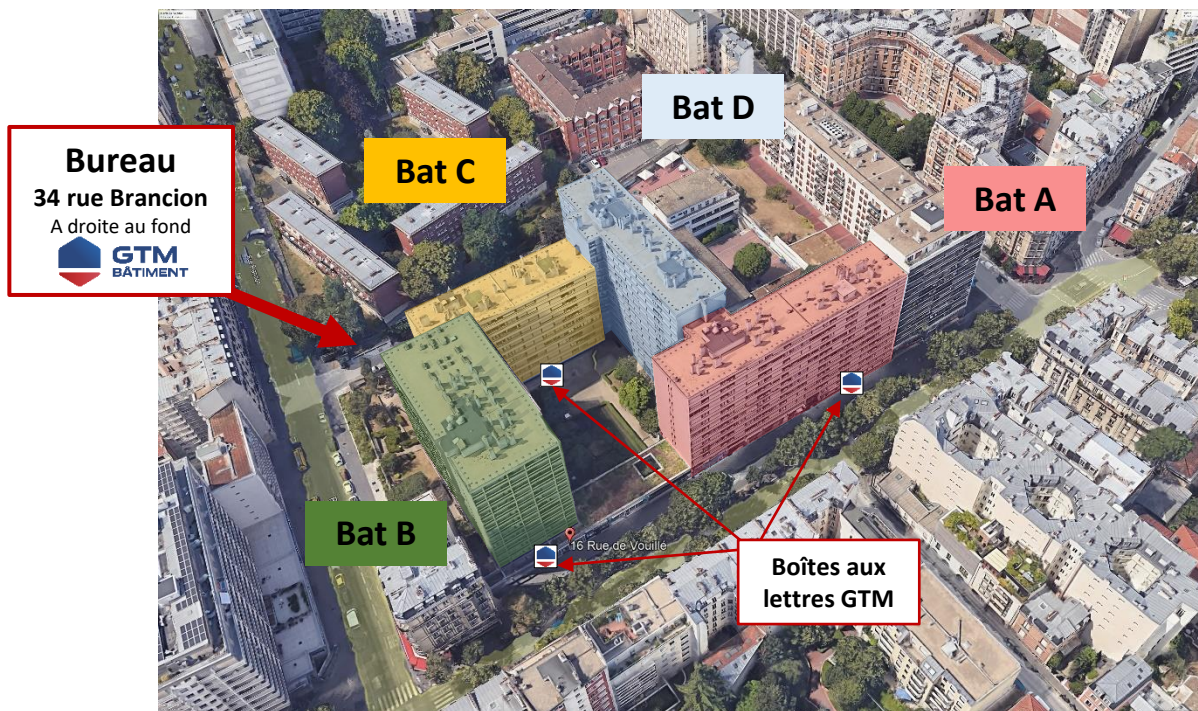 Bat D
Bureau
34 rue Brancion
A droite au fond
GTM
BÂTIMENT
Bat C
Bat A
Bat B
16 Rue de Vouillé
Boîtes aux
lettres GTM